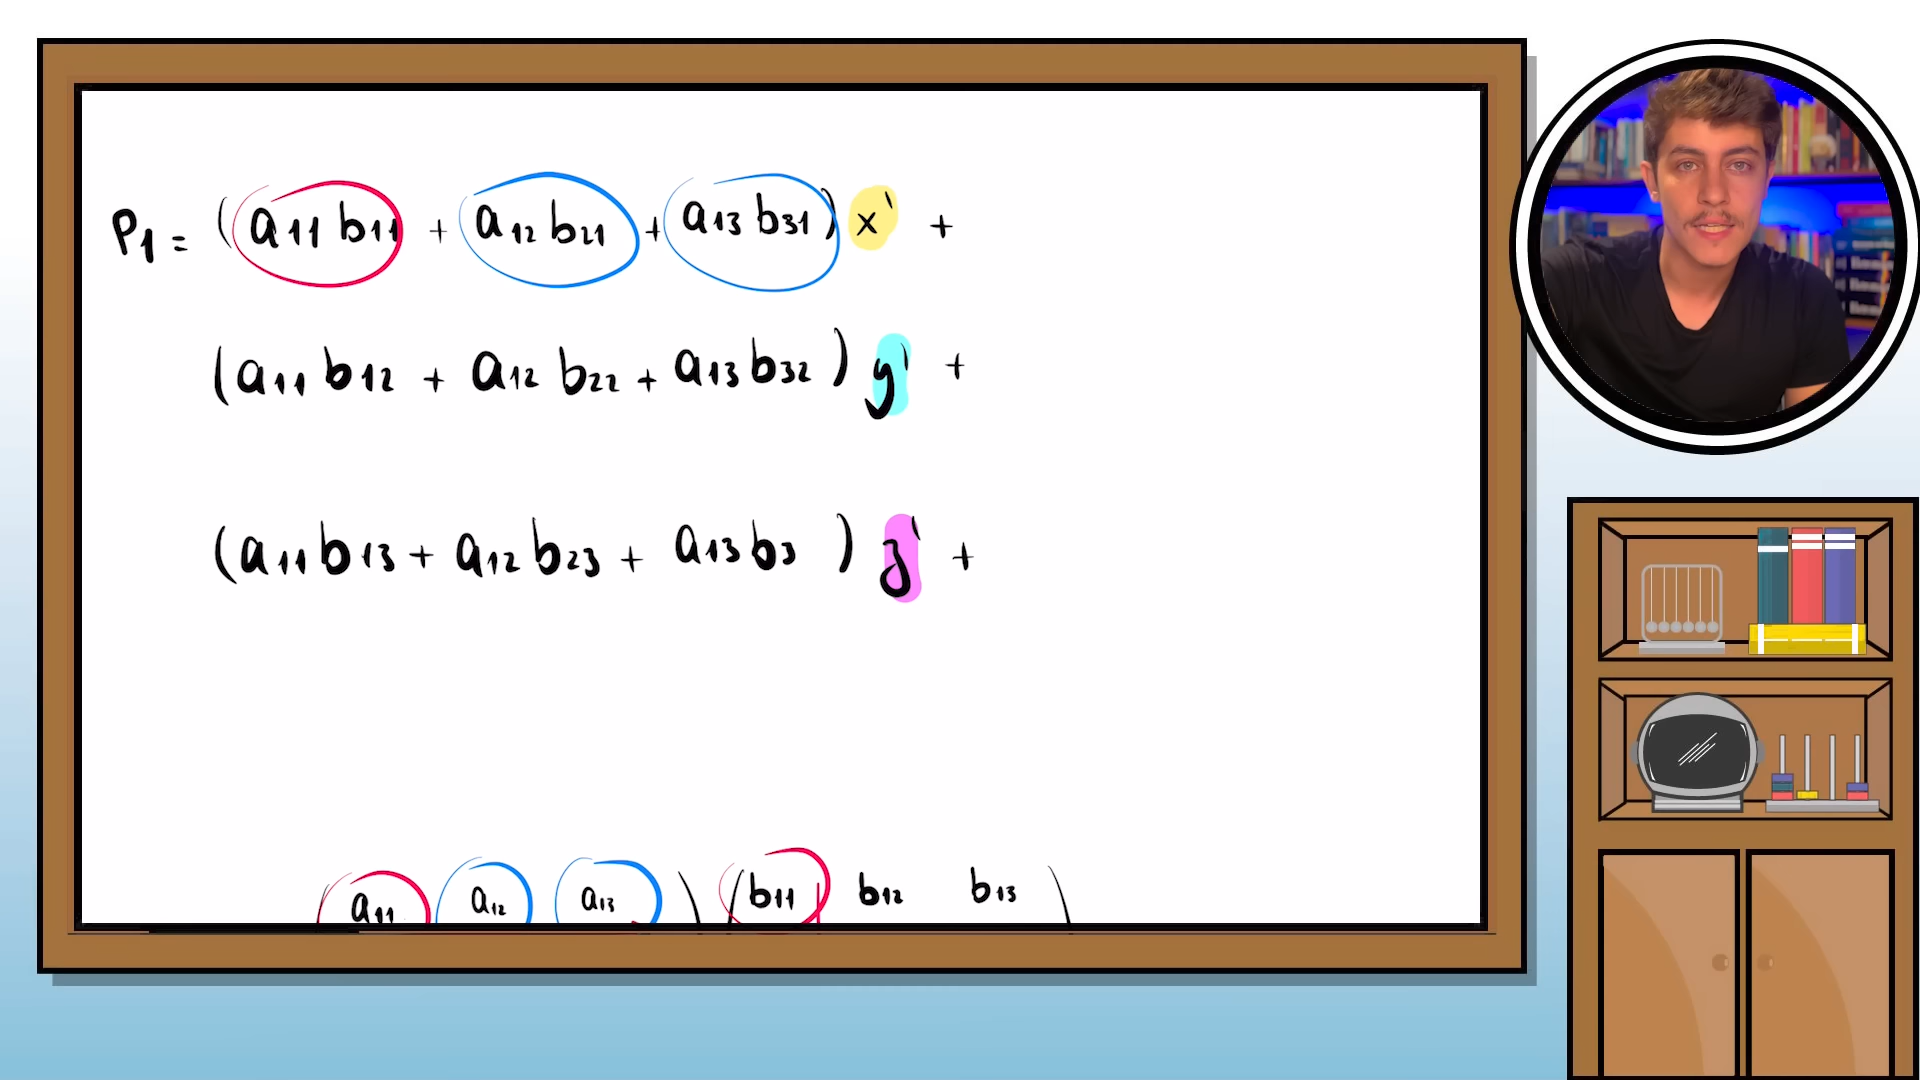 P1 = (a11 b11 + a12 b21 + a13 b31) x' +
(a11 b12 + a12 b22 + a13 b32) y' +
(a11 b13 + a12 b23 + a13 b3 ) z' +
(a11 a12 a13) (b11 b12 b13)